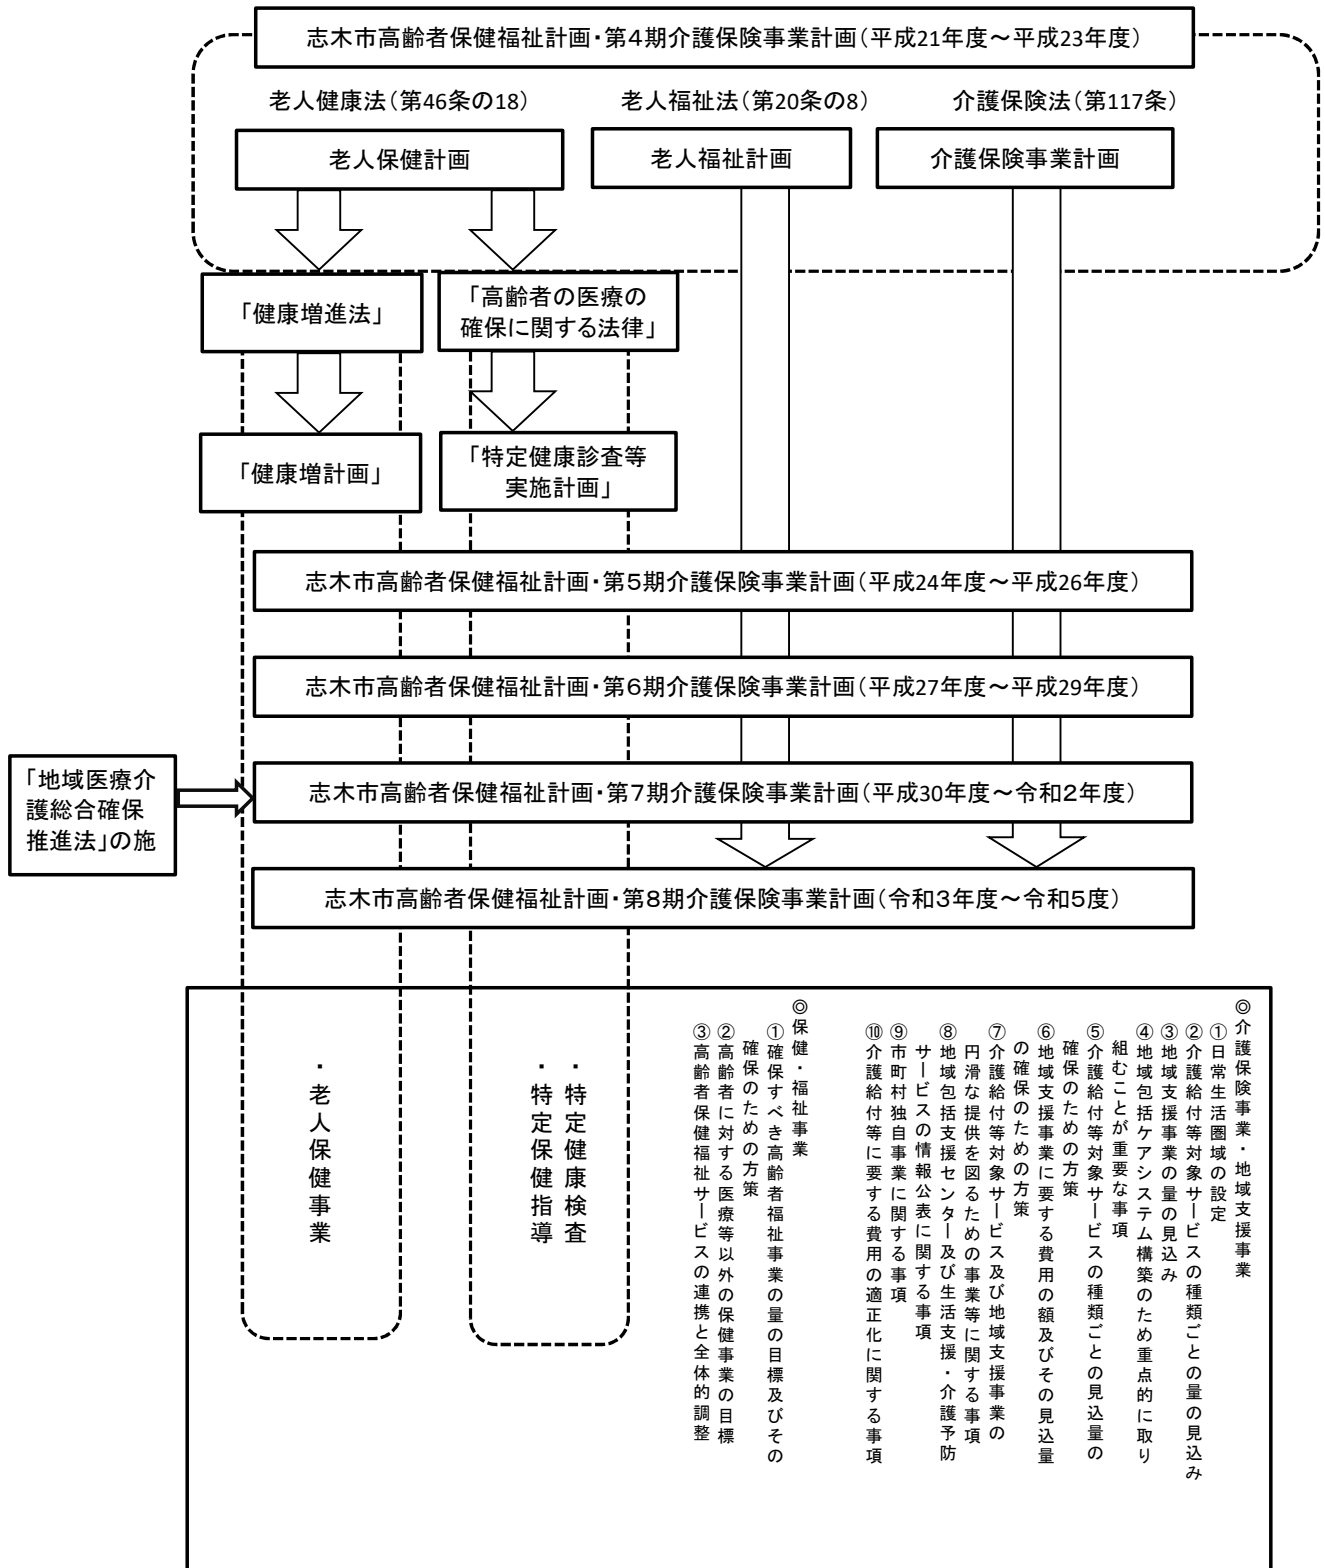 志木市高齢者保健福祉計画・第4期介護保険事業計画(平成21年度～平成23年度)
老人健康法(第46条の18)
老人福祉法(第20条の8)
介護保険法(第117条)
老人保健計画
老人福祉計画
介護保険事業計画
「健康増進法」
「高齢者の医療の
確保に関する法律」
「健康増計画」
「特定健康診査等
実施計画」
志木市高齢者保健福祉計画・第5期介護保険事業計画(平成24年度～平成26年度)
志木市高齢者保健福祉計画・第6期介護保険事業計画(平成27年度～平成29年度)
「地域医療介
護総合確保
推進法」の施
志木市高齢者保健福祉計画・第7期介護保険事業計画(平成30年度～令和2年度)
志木市高齢者保健福祉計画・第8期介護保険事業計画(令和3年度～令和5度)
◎介護保険事業・地域支援事業
①日常生活圏域の設定
②介護給付等対象サービスの種類ごとの量の見込み
③地域支援事業の量の見込み
④地域包括ケアシステム構築のため重点的に取り
組むことが重要な事項
⑤介護給付等対象サービスの種類ごとの見込量の
確保のための方策
⑥地域支援事業に要する費用の額及びその見込量
の確保のための方策
⑦介護給付等対象サービス及び地域支援事業の
円滑な提供を図るための事業等に関する事項
⑧地域包括支援センター及び生活支援・介護予防
サービスの情報公表に関する事項
⑨市町村独自事業に関する事項
⑩介護給付等に要する費用の適正化に関する事項
◎保健・福祉事業
①確保すべき高齢者福祉事業の量の目標及びその
確保のための方策
②高齢者に対する医療等以外の保健事業の目標
③高齢者保健福祉サービスの連携と全体的調整
・特定健康検査
・特定保健指導
・老人保健事業